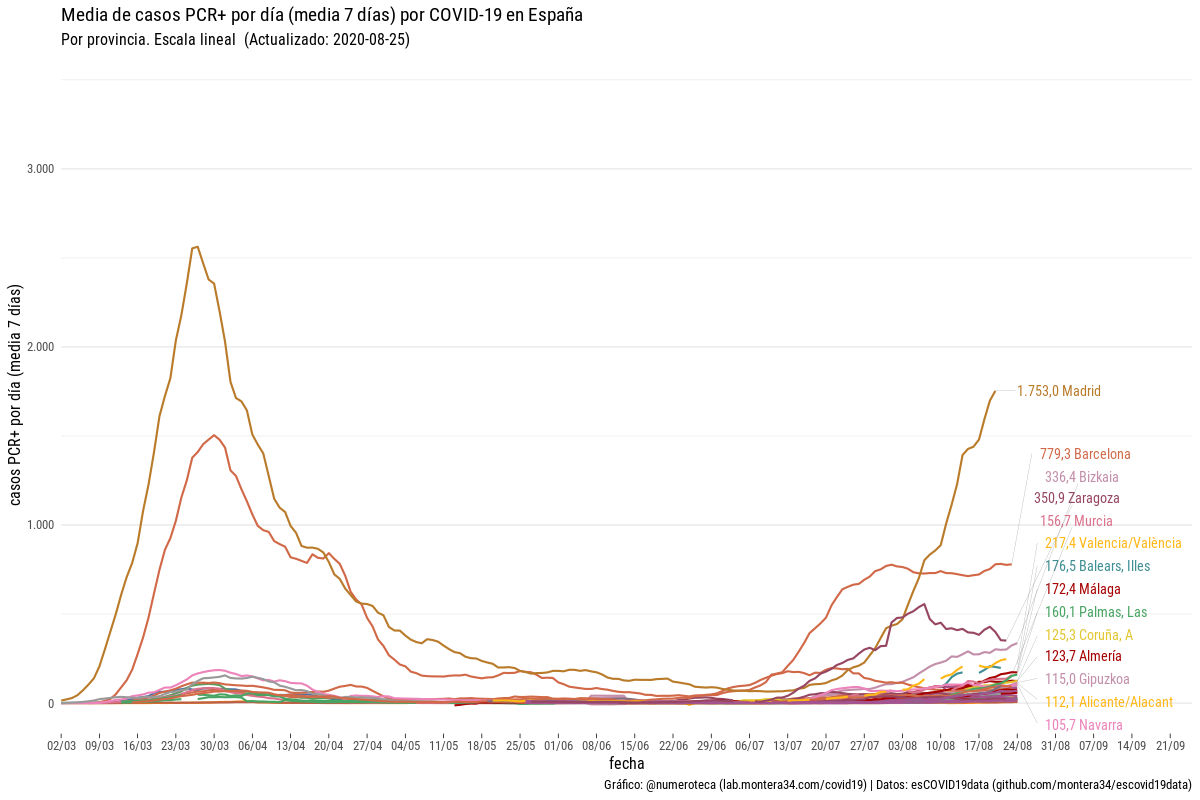 Media de casos PCR+ por día (media 7 días) por COVID-19 en España
Por provincia. Escala lineal (Actualizado: 2020-08-25)
casos PCR+ por día (media 7 días)
3.000
2.000
1.000
0
1.753,0 Madrid
779,3 Barcelona
336,4 Bizkaia
350,9 Zaragoza
156,7 Murcia
217,4 Valencia/València
176,5 Balears, Illes
172,4 Málaga
160,1 Palmas, Las
125,3 Coruña, A
123,7 Almería
115,0 Gipuzkoa
112,1 Alicante/Alacant
105,7 Navarra
02/03 09/03 16/03 23/03 30/03 06/04 13/04 20/04 27/04 04/05 11/05 18/05 25/05 01/06 08/06 15/06 22/06 29/06 06/07 13/07 20/07 27/07 03/08 10/08 17/08 24/08 31/08 07/09 14/09 21/09
fecha
Gráfico: @numeroteca (lab.montera34.com/covid19) | Datos: esCOVID19data (github.com/montera34/escovid19data)